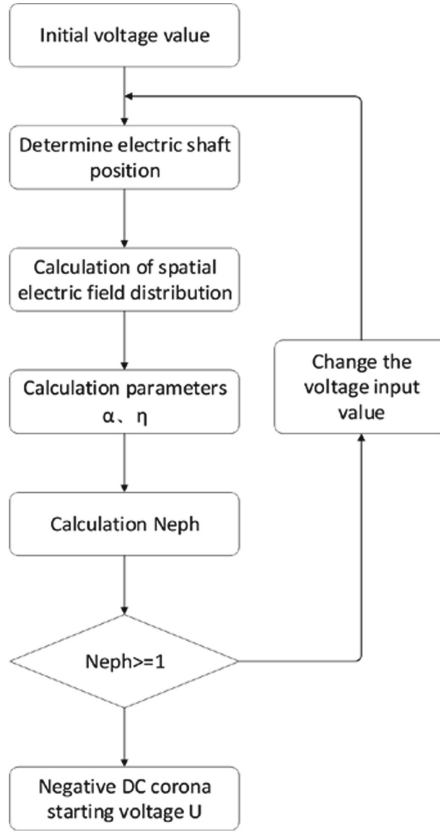 Initial voltage value
Determine electric shaft
position
Calculation of spatial
electric field distribution
Calculation parameters
α、η
Calculation Neph
Neph>=1
Negative DC corona
starting voltage U
Change the
voltage input
value